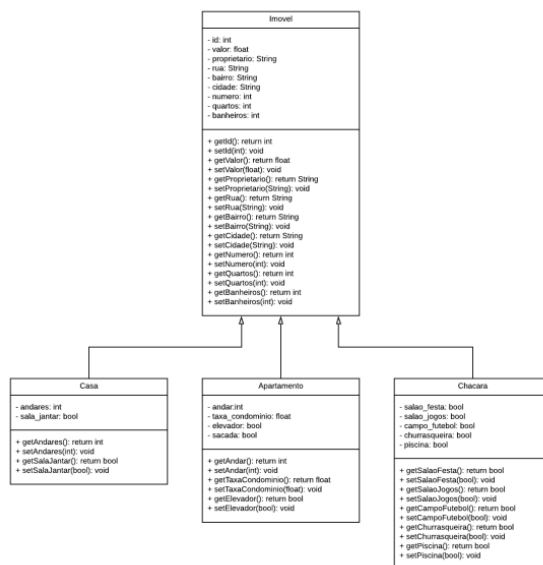 Imovel
- id: int
- valor: float
- proprietario: String
- rua: String
- bairro: String
- cidade: String
- numero: int
- quartos: int
- banheiros: int
+ getId(): return int
+ setId(int): void
+ getValor(): return float
+ setValor(float): void
+ getProprietario(): return String
+ setProprietario(String): void
+ getRua(): return String
+ setRua(String): void
+ getBairro(): return String
+ setBairro(String): void
+ getCidade(): return String
+ setCidade(String): void
+ getNumero(): return int
+ setNumero(int): void
+ getQuartos(): return int
+ setQuartos(int): void
+ getBanheiros(): return int
+ setBanheiros(int): void
Casa
- andares: int
- sala_jantar: bool
+ getAndares(): return int
+ setAndares(int): void
+ getSalaJantar(): return bool
+ setSalaJantar(bool): void
Apartamento
- andar:int
- taxa_condominio: float
- elevador: bool
- sacada: bool
+ getAndar(): return int
+ setAndar(int): void
+ getTaxaCondominio(): return float
+ setTaxaCondominio(float): void
+ getElevador(): return bool
+ setElevador(bool): void
Chacara
- salao_festa: bool
- salao_jogos: bool
- campo_futebol: bool
- churrasqueira: bool
- piscina: bool
+ getSalaoFesta(): return bool
+ setSalaoFesta(bool): void
+ getSalaoJogos(): return bool
+ setSalaoJogos(bool): void
+ getCampoFutebol(): return bool
+ setCampoFutebol(bool): void
+ getChurrasqueira(): return bool
+ setChurrasqueira(bool): void
+ getPiscina(): return bool
+ setPiscina(bool): void